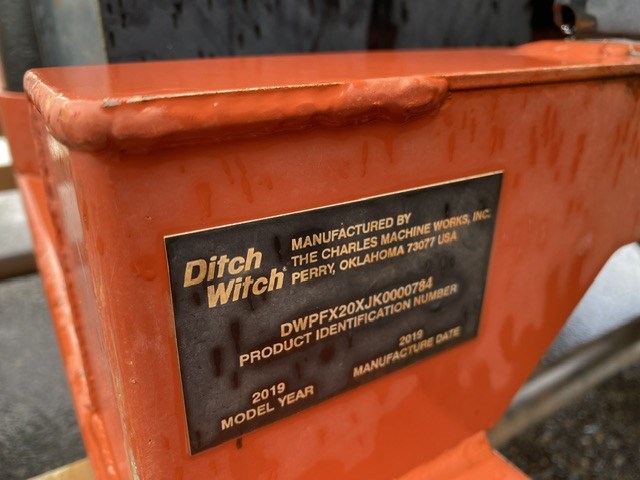 Ditch
Witch®
MANUFACTURED BY
THE CHARLES MACHINE WORKS, INC.
PERRY, OKLAHOMA 73077 USA
DWPFX20XJK0000784
PRODUCT IDENTIFICATION NUMBER
2019
MODEL YEAR
2019
MANUFACTURE DATE